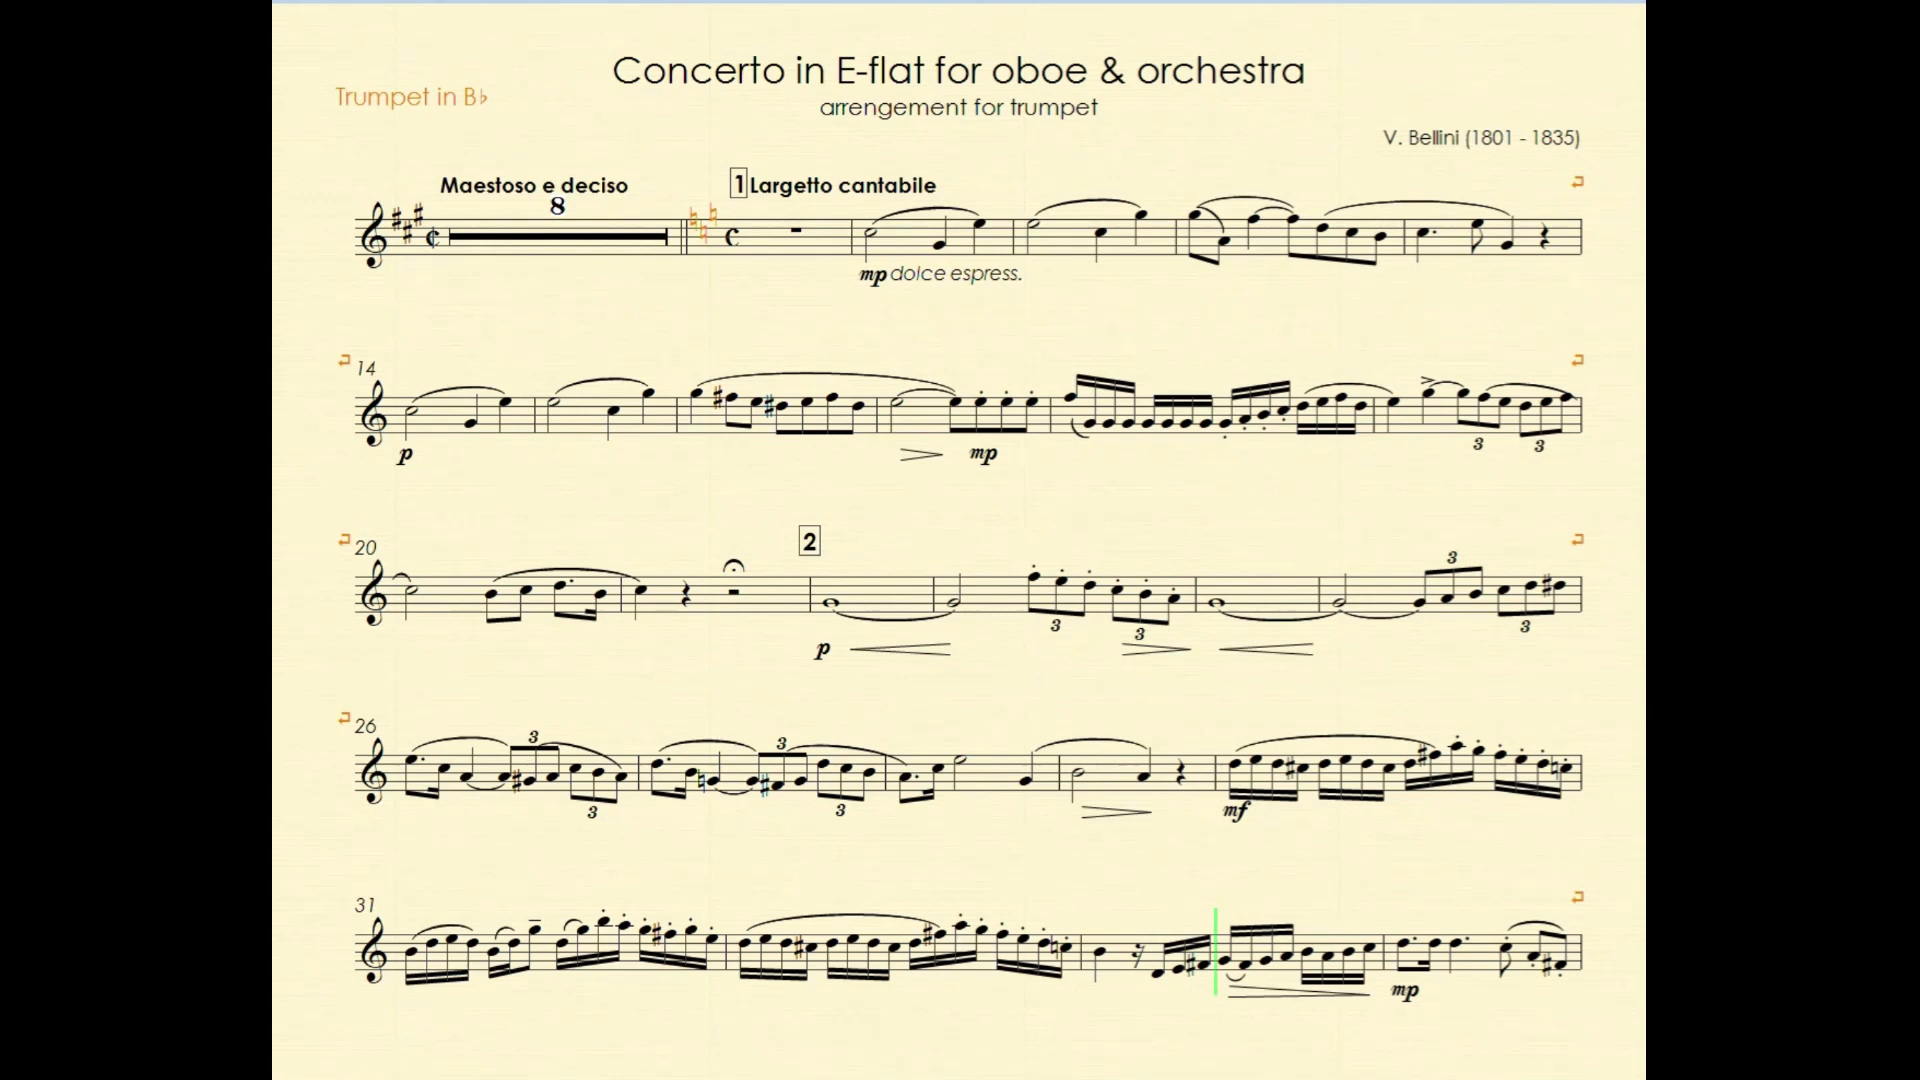 Concerto in E-flat for oboe & orchestra
Trumpet in B♭
arrengement for trumpet
V. Bellini (1801 - 1835)
Maestoso e deciso
1 Largetto cantabile
8
mp dolce espress.
14
3 3
p mp
20
2
3
3 3 3
p
26
3 3
3 3
mf
31
mp